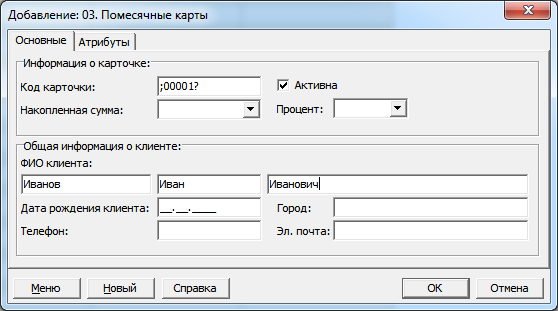 Добавление: 03. Помесячные карты
Основные Атрибуты
Информация о карточке:
Код карточки: ;00001? Активна
Накопленная сумма: Процент:
Общая информация о клиенте:
ФИО клиента:
Иванов Иван Иванович
Дата рождения клиента: __.__.____ Город:
Телефон: Эл. почта:
Меню Новый Справка ОК Отмена